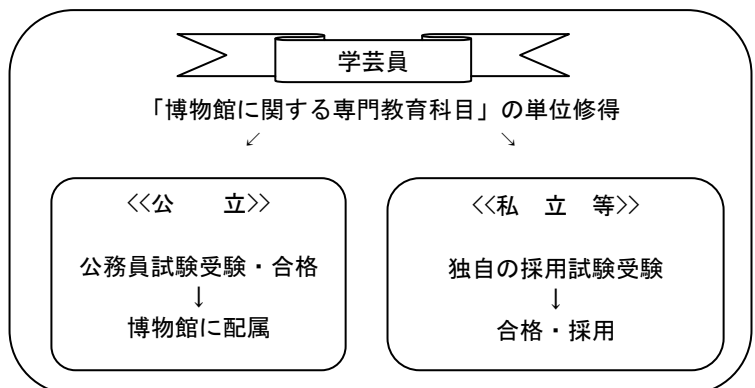 学芸員
「博物館に関する専門教育科目」の単位修得
↙ ↘
<<公　　立>>
公務員試験受験・合格
↓
博物館に配属
<<私　立　等>>
独自の採用試験受験
↓
合格・採用